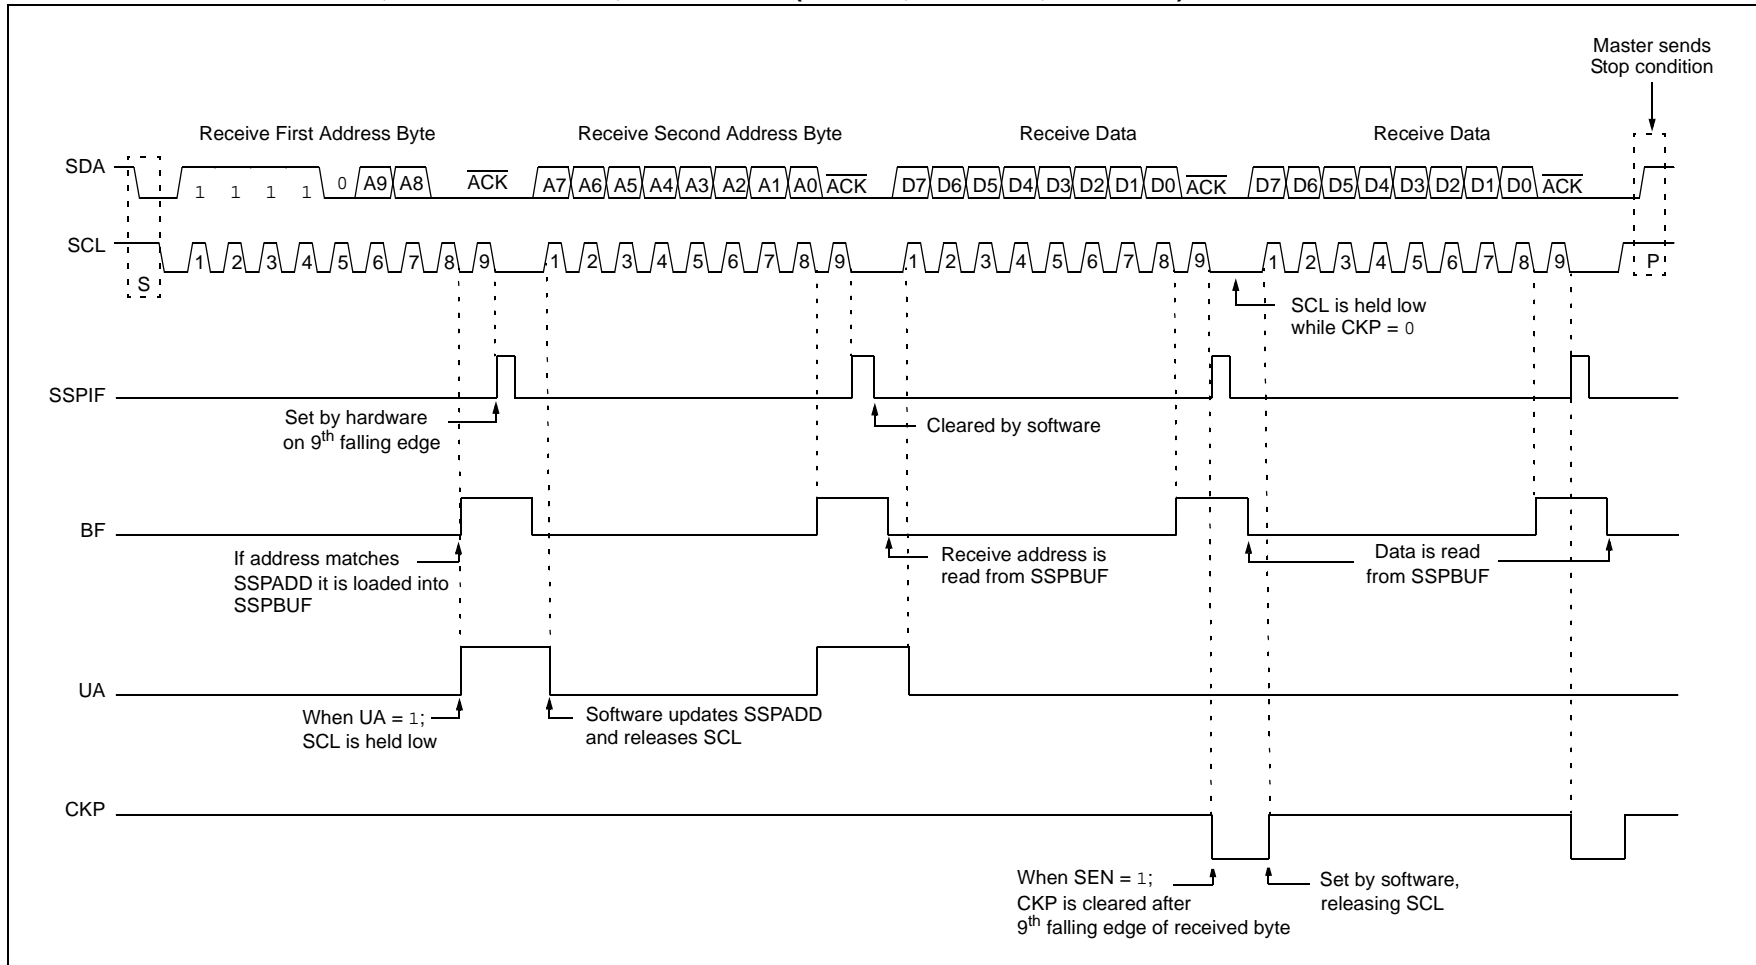 Master sends
Stop condition
Receive First Address Byte
Receive Second Address Byte
Receive Data
Receive Data
SDA
1 1 1 1 0 A9 A8 ACK
A7 A6 A5 A4 A3 A2 A1 A0 ACK
D7 D6 D5 D4 D3 D2 D1 D0 ACK
D7 D6 D5 D4 D3 D2 D1 D0 ACK
SCL
S
1 2 3 4 5 6 7 8 9
1 2 3 4 5 6 7 8 9
1 2 3 4 5 6 7 8 9
1 2 3 4 5 6 7 8 9
P
SCL is held low
while CKP = 0
SSPIF
Set by hardware
on 9th falling edge
Cleared by software
BF
If address matches
SSPADD it is loaded into
SSPBUF
Receive address is
read from SSPBUF
Data is read
from SSPBUF
UA
When UA = 1;
SCL is held low
Software updates SSPADD
and releases SCL
CKP
When SEN = 1;
CKP is cleared after
9th falling edge of received byte
Set by software,
releasing SCL